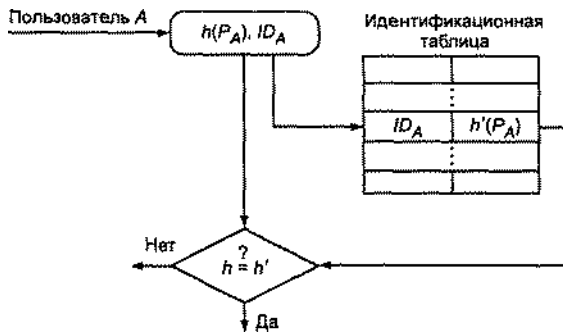 Пользователь A
h(P_A), ID_A
Идентификационная
таблица
ID_A h'(P_A)
Нет
?
h = h'
Да